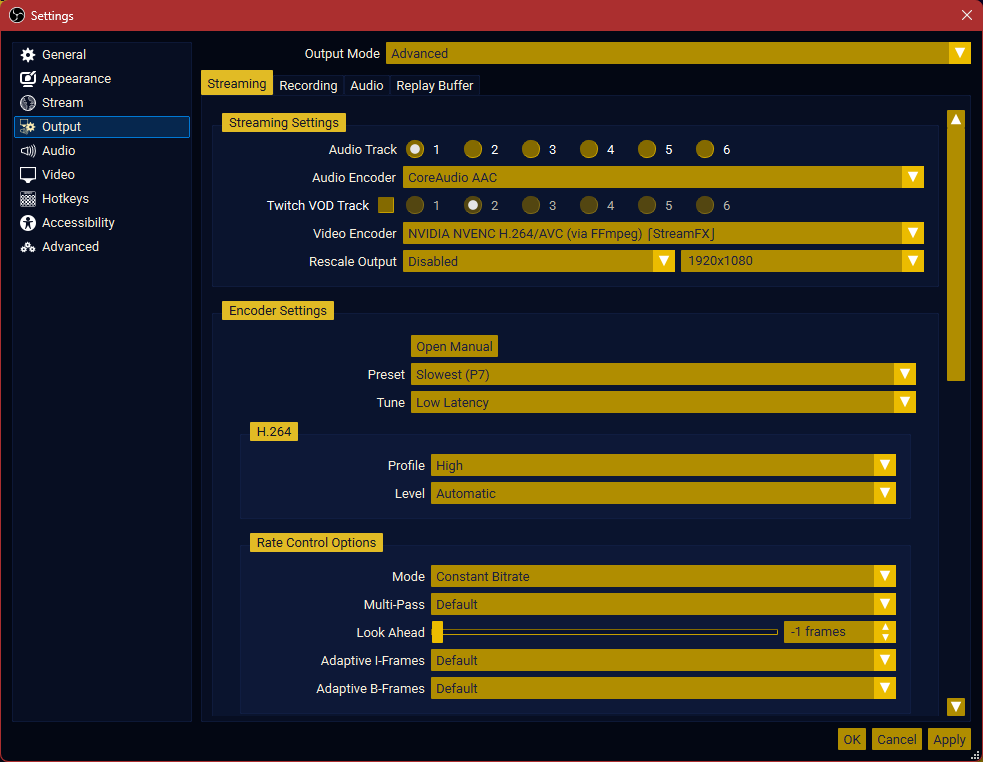 Settings
General
Appearance
Stream
Output
Audio
Video
Hotkeys
Accessibility
Advanced
Output Mode Advanced
Streaming Recording Audio Replay Buffer
Streaming Settings
Audio Track 1 2 3 4 5 6
Audio Encoder CoreAudio AAC
Twitch VOD Track 1 2 3 4 5 6
Video Encoder NVIDIA NVENC H.264/AVC (via FFmpeg) ⌈StreamFX⌋
Rescale Output Disabled 1920x1080
Encoder Settings
Open Manual
Preset Slowest (P7)
Tune Low Latency
H.264
Profile High
Level Automatic
Rate Control Options
Mode Constant Bitrate
Multi-Pass Default
Look Ahead -1 frames
Adaptive I-Frames Default
Adaptive B-Frames Default
OK Cancel Apply